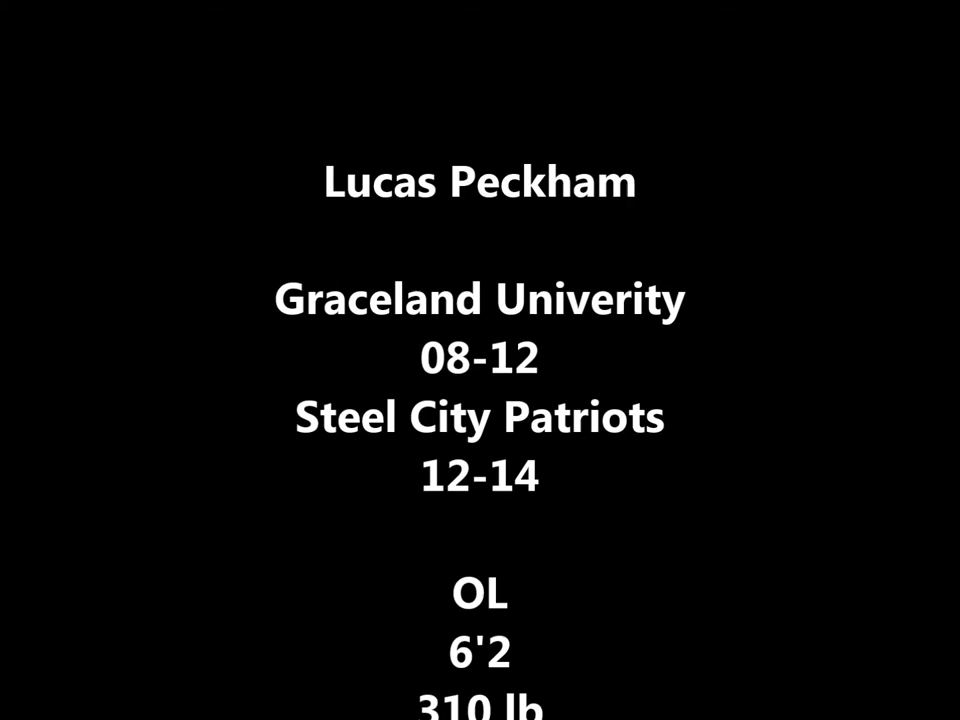 Lucas Peckham
Graceland Univerity
08-12
Steel City Patriots
12-14
OL
6'2
310 lb